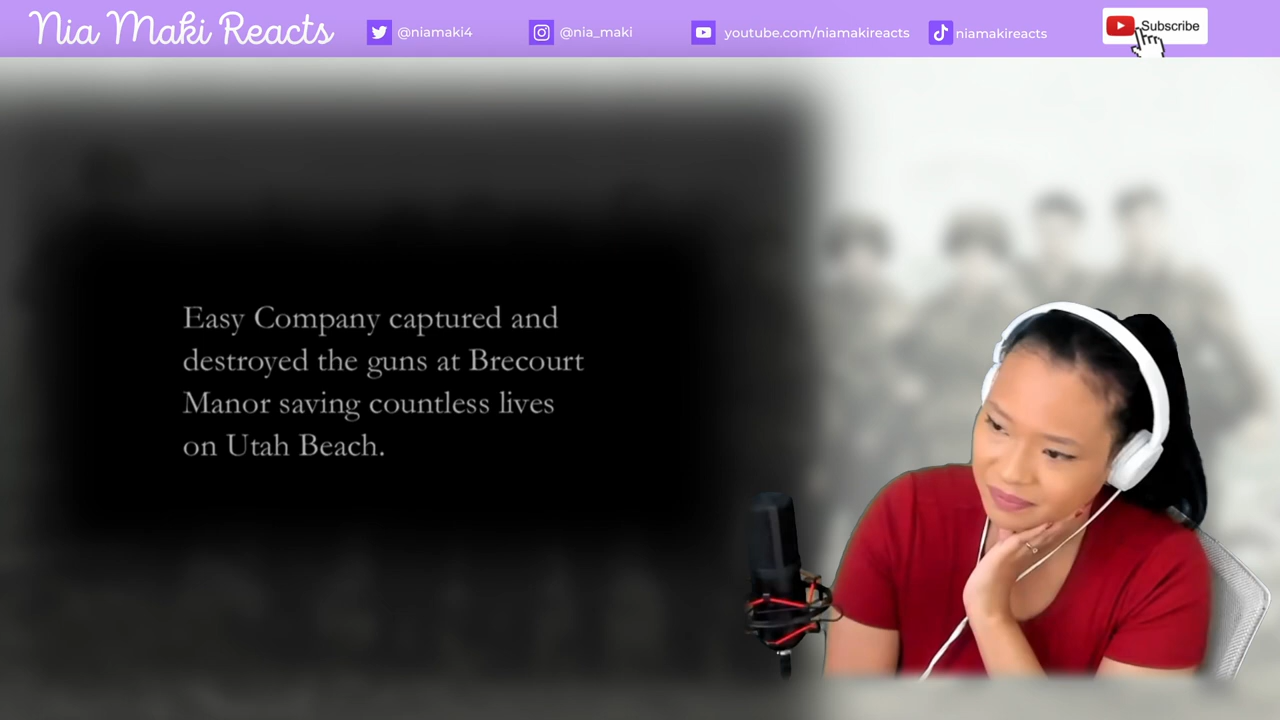 Nia Maki Reacts
@niamaki4
@nia_maki
youtube.com/niamakireacts
niamakireacts
Subscribe
Easy Company captured and
destroyed the guns at Brecourt
Manor saving countless lives
on Utah Beach.